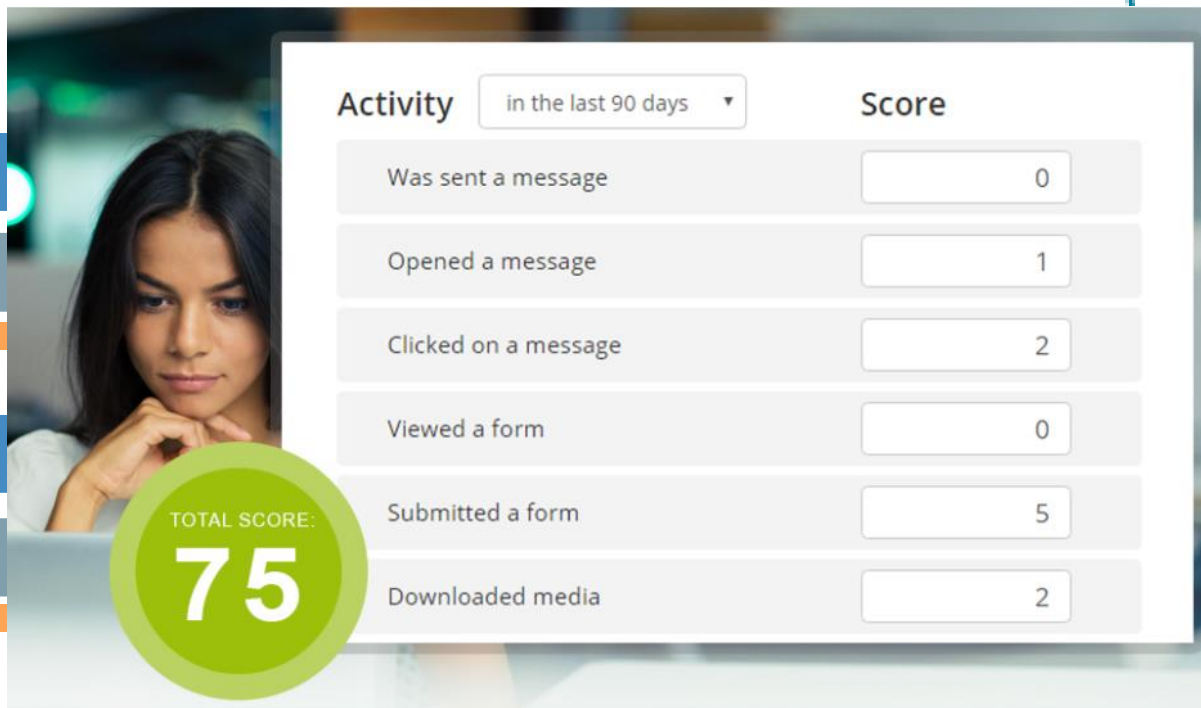 Activity in the last 90 days Score
Was sent a message 0
Opened a message 1
Clicked on a message 2
Viewed a form 0
Submitted a form 5
Downloaded media 2
TOTAL SCORE:
75